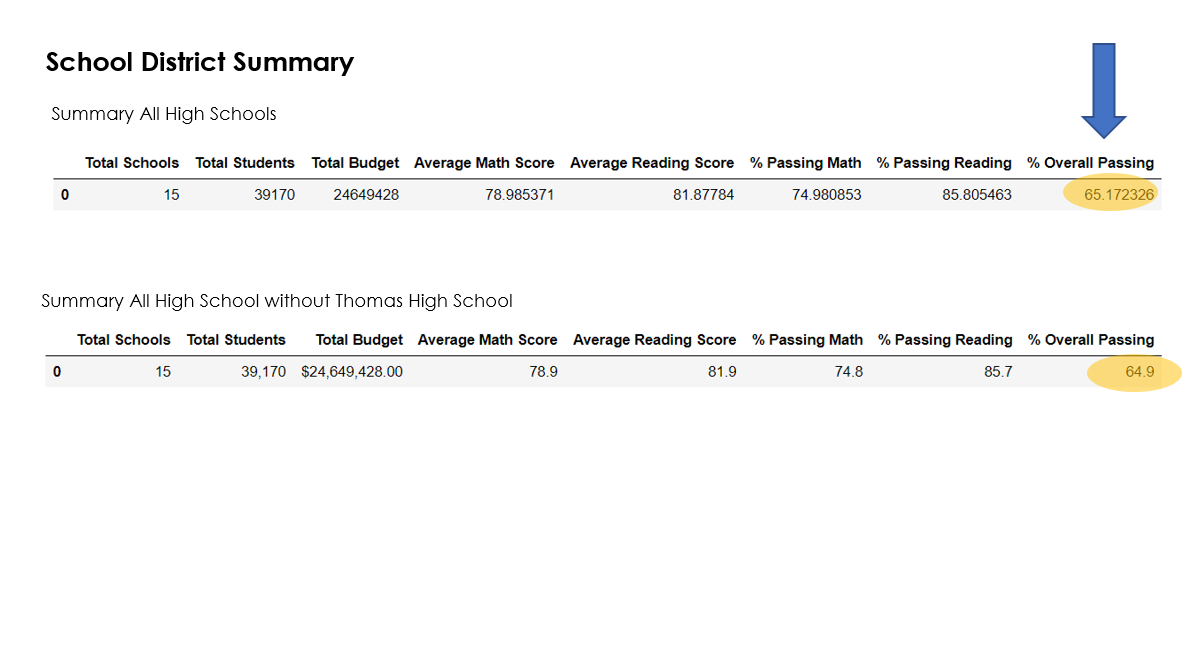 School District Summary
Summary All High Schools
Total Schools Total Students Total Budget Average Math Score Average Reading Score % Passing Math % Passing Reading % Overall Passing
0 15 39170 24649428 78.985371 81.87784 74.980853 85.805463 65.172326
Summary All High School without Thomas High School
Total Schools Total Students Total Budget Average Math Score Average Reading Score % Passing Math % Passing Reading % Overall Passing
0 15 39,170 $24,649,428.00 78.9 81.9 74.8 85.7 64.9